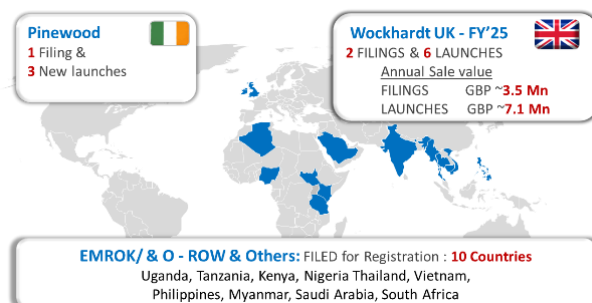 Pinewood
1 Filing &
3 New launches
Wockhardt UK - FY'25
2 FILINGS & 6 LAUNCHES
Annual Sale value
FILINGS GBP ~3.5 Mn
LAUNCHES GBP ~7.1 Mn
EMROK/ & O - ROW & Others: FILED for Registration : 10 Countries
Uganda, Tanzania, Kenya, Nigeria Thailand, Vietnam,
Philippines, Myanmar, Saudi Arabia, South Africa